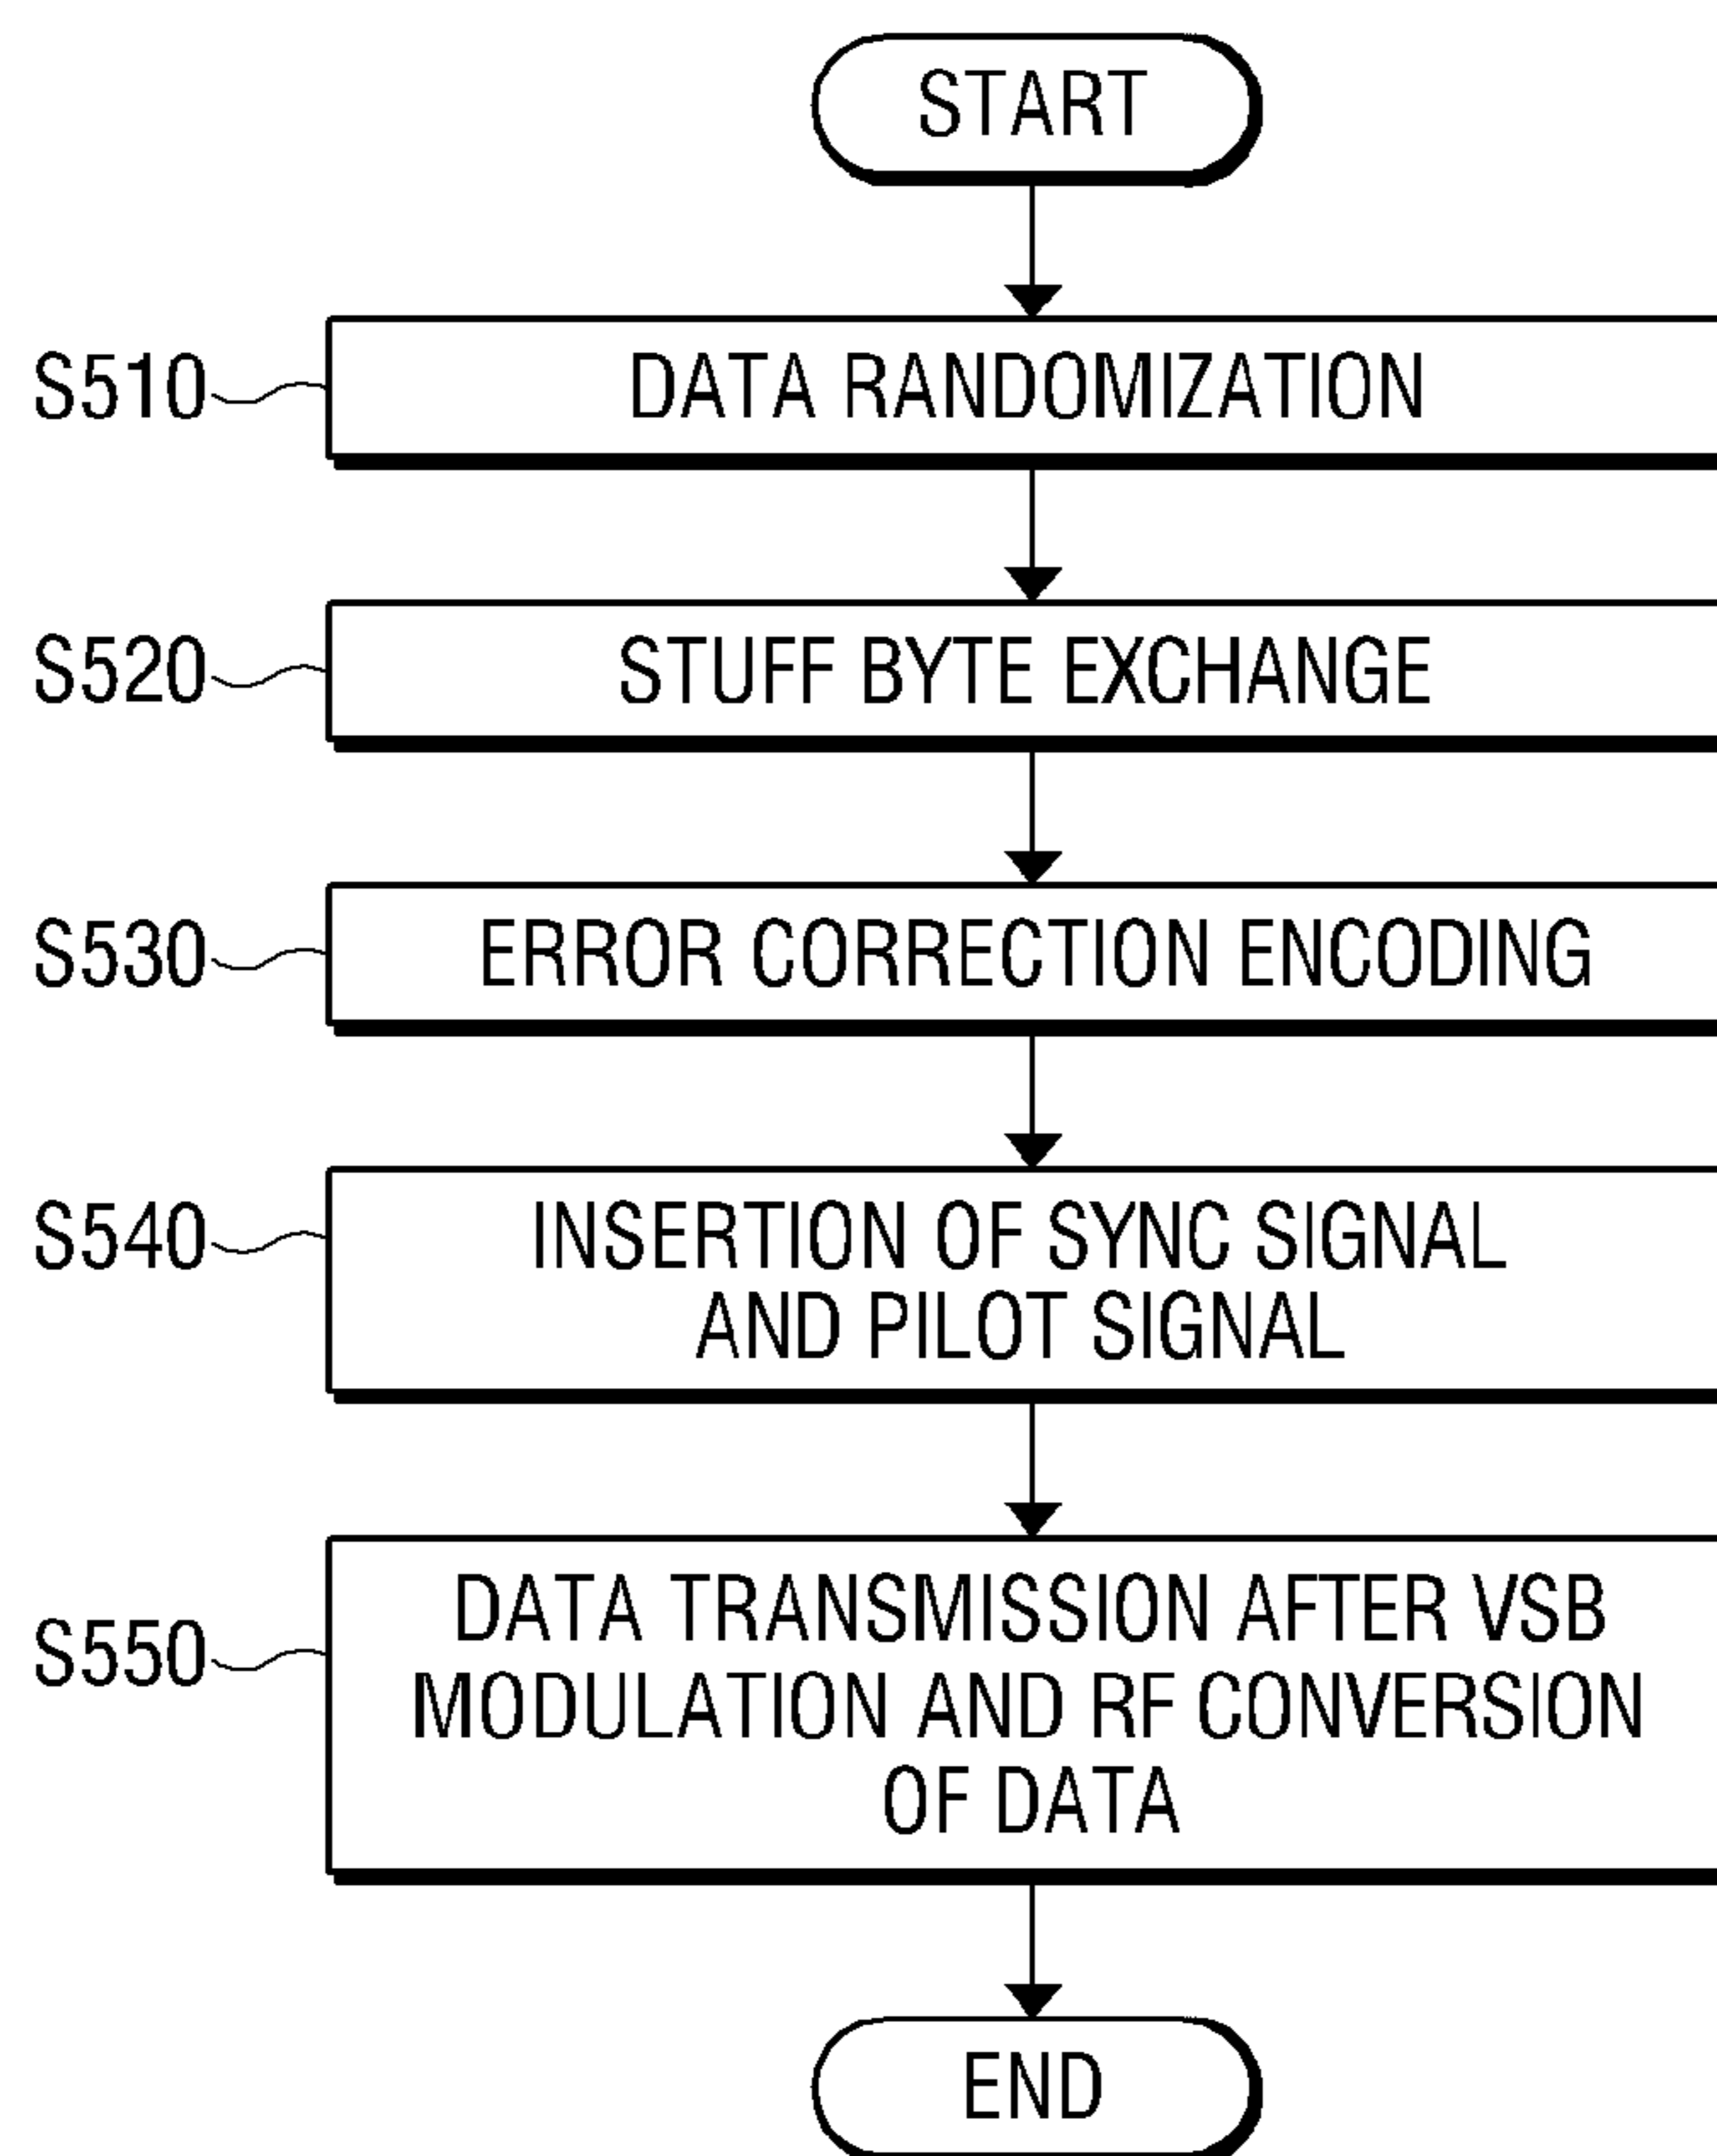 START
S510
DATA RANDOMIZATION
S520
STUFF BYTE EXCHANGE
S530
ERROR CORRECTION ENCODING
S540
INSERTION OF SYNC SIGNAL
AND PILOT SIGNAL
S550
DATA TRANSMISSION AFTER VSB
MODULATION AND RF CONVERSION
OF DATA
END